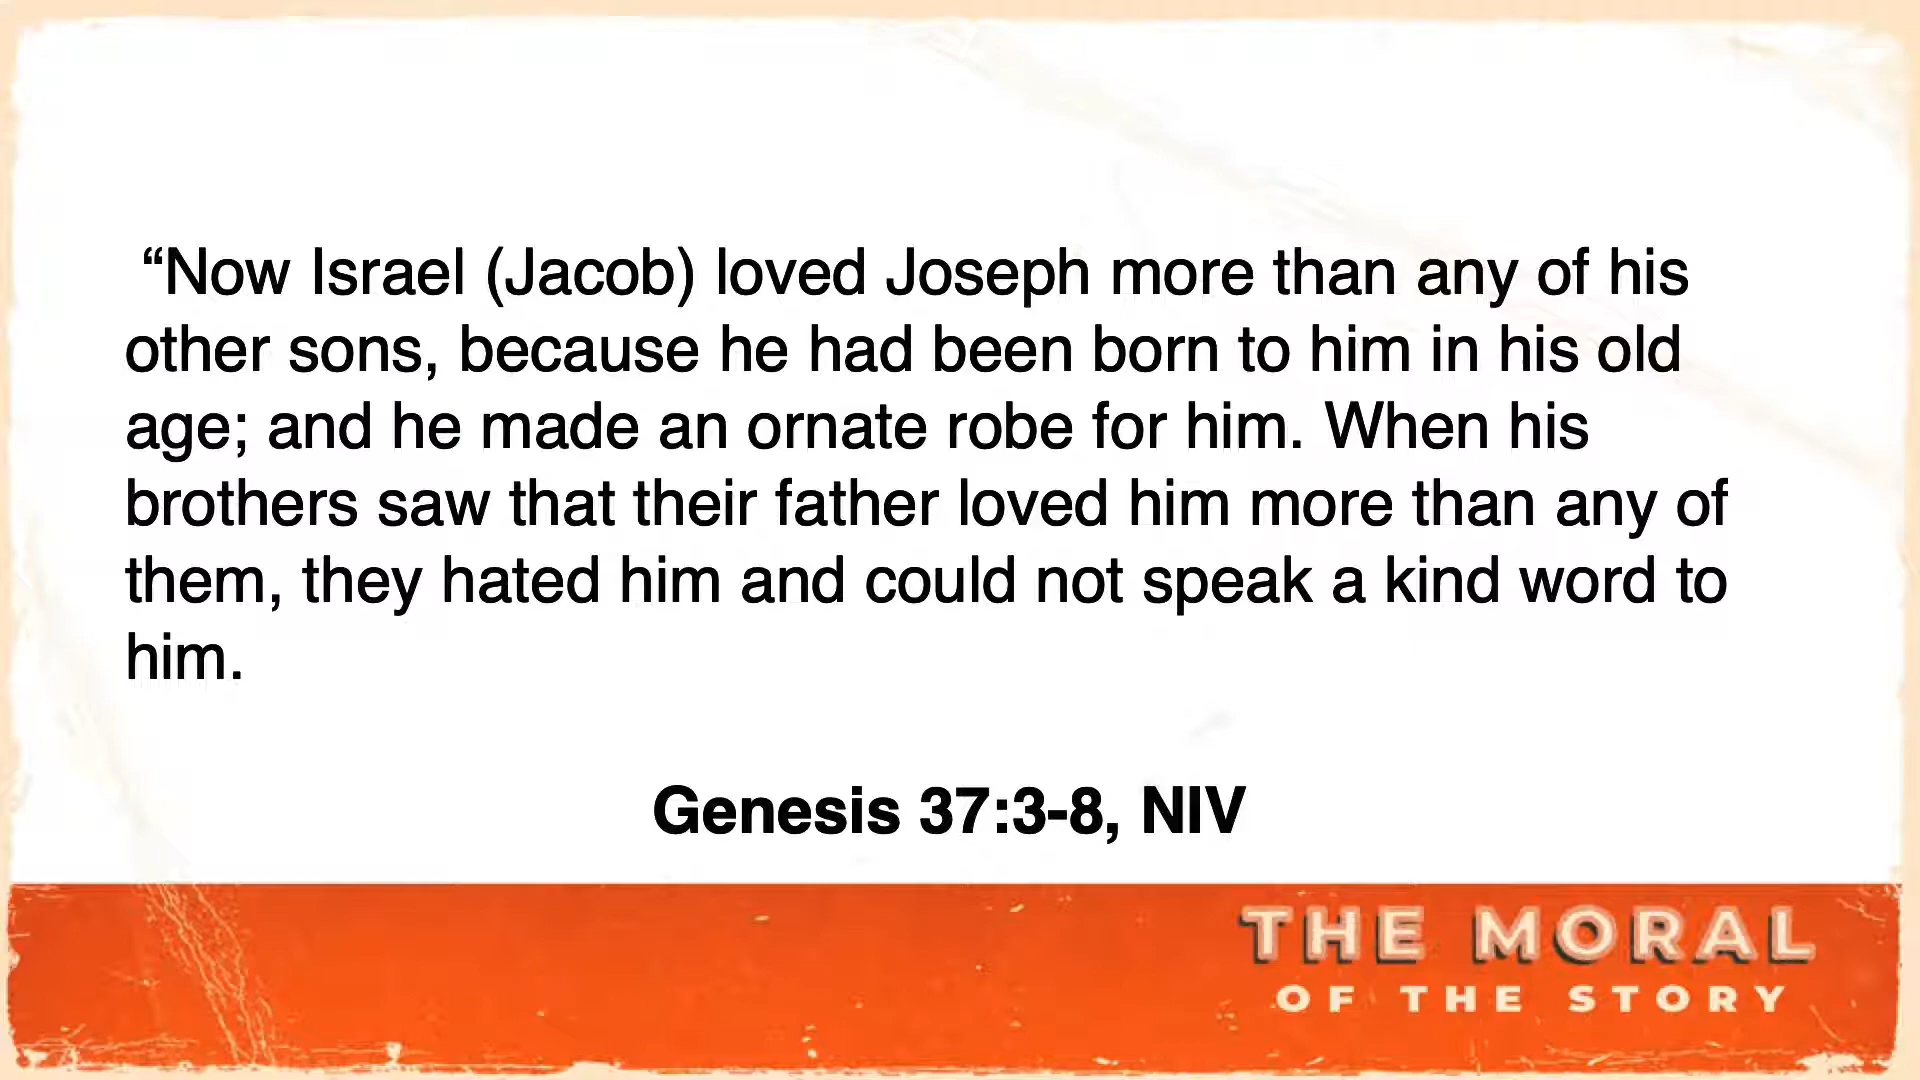 “Now Israel (Jacob) loved Joseph more than any of his
other sons, because he had been born to him in his old
age; and he made an ornate robe for him. When his
brothers saw that their father loved him more than any of
them, they hated him and could not speak a kind word to
him.
Genesis 37:3-8, NIV
THE MORAL
OF THE STORY